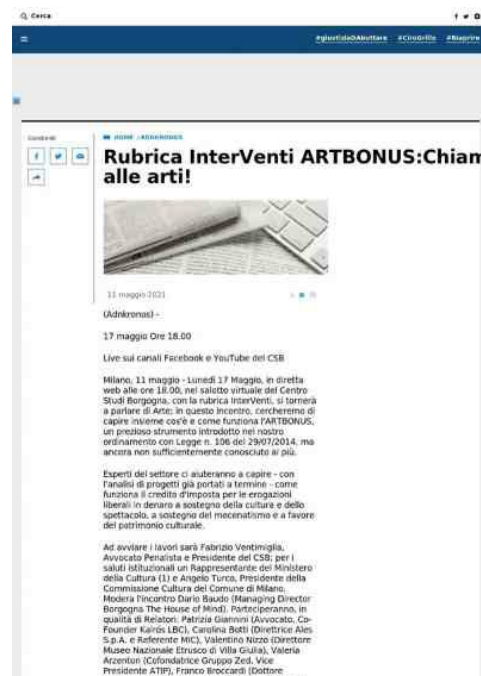 Cerca
#giustiziaDAbuttare #CiroGrillo #Riaprire
Condividi
HOME / ADNKRONOS
Rubrica InterVenti ARTBONUS:Chiam
alle arti!
11 maggio 2021
(Adnkronos) -
17 maggio Ore 18.00
Live sui canali Facebook e YouTube del CSB
Milano, 11 maggio - Lunedì 17 Maggio, in diretta
web alle ore 18.00, nel salotto virtuale del Centro
Studi Borgogna, con la rubrica InterVenti, si tornerà
a parlare di Arte; in questo incontro, cercheremo di
capire insieme cos'è e come funziona l'ARTBONUS,
un prezioso strumento introdotto nel nostro
ordinamento con Legge n. 106 del 29/07/2014, ma
ancora non sufficientemente conosciuto ai più.
Esperti del settore ci aiuteranno a capire - con
l'analisi di progetti già portati a termine - come
funziona il credito d'imposta per le erogazioni
liberali in denaro a sostegno della cultura e dello
spettacolo, a sostegno del mecenatismo e a favore
del patrimonio culturale.
Ad avviare i lavori sarà Fabrizio Ventimiglia,
Avvocato Penalista e Presidente del CSB; per i
saluti istituzionali un Rappresentante del Ministero
della Cultura (1) e Angelo Turco, Presidente della
Commissione Cultura del Comune di Milano.
Modera l'incontro Dario Baudo (Managing Director
Borgogna The House of Mind). Parteciperanno, in
qualità di Relatori: Patrizia Giannini (Avvocato, Co-
Founder Kairós LBC), Carolina Botti (Direttrice Ales
S.p.A. e Referente MIC), Valentino Nizzo (Direttore
Museo Nazionale Etrusco di Villa Giulia), Valeria
Arzenton (Cofondatrice Gruppo Zed, Vice
Presidente ATIP), Franco Broccardi (Dottore